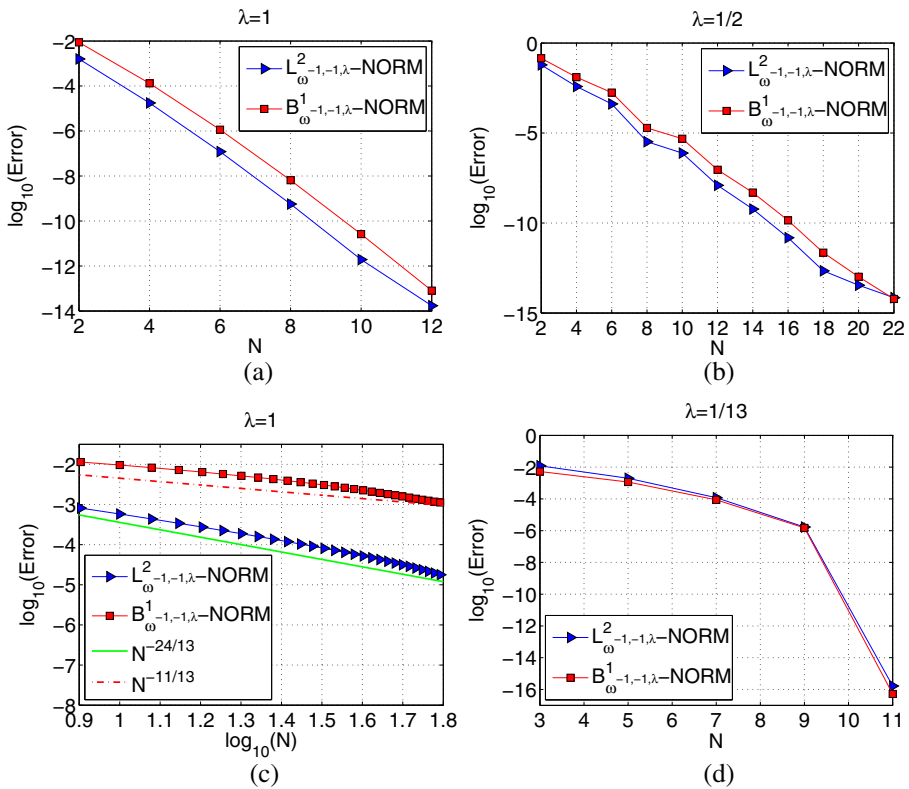 λ=1
log10(Error)
-2
-4
-6
-8
-10
-12
-14
2 4 6 8 10 12
N
L²ω−1,−1,λ−NORM
B¹ω−1,−1,λ−NORM
(a)
λ=1/2
log10(Error)
0
−5
−10
−15
2 4 6 8 10 12 14 16 18 20 22
N
L²ω−1,−1,λ−NORM
B¹ω−1,−1,λ−NORM
(b)
λ=1
log10(Error)
−2
−3
−4
−5
−6
−7
−8
0.9 1 1.1 1.2 1.3 1.4 1.5 1.6 1.7 1.8
log10(N)
L²ω−1,−1,λ−NORM
B¹ω−1,−1,λ−NORM
N−24/13
N−11/13
(c)
λ=1/13
log10(Error)
0
−2
−4
−6
−8
−10
−12
−14
−16
3 4 5 6 7 8 9 10 11
N
L²ω−1,−1,λ−NORM
B¹ω−1,−1,λ−NORM
(d)